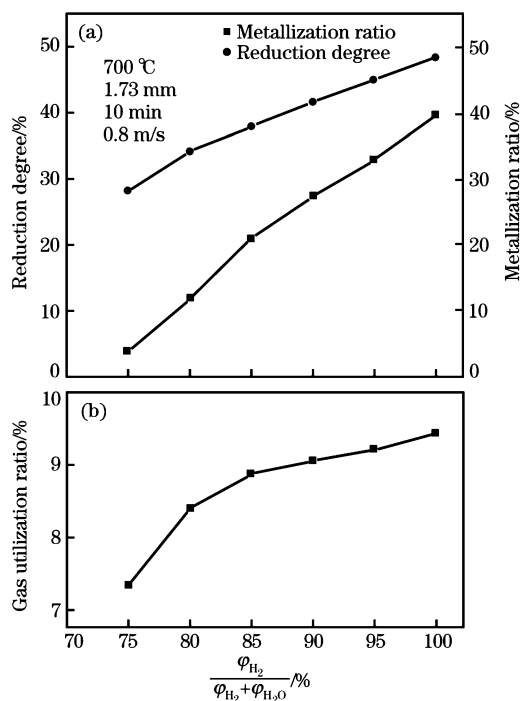 (a)
Metallization ratio
Reduction degree
700 ℃
1.73 mm
10 min
0.8 m/s
50
40
30
20
10
0
Reduction degree/%
50
40
30
20
10
0
Metallization ratio/%
(b)
10
9
8
7
Gas utilization ratio/%
70 75 80 85 90 95 100
φH₂
φH₂+φH₂O /%